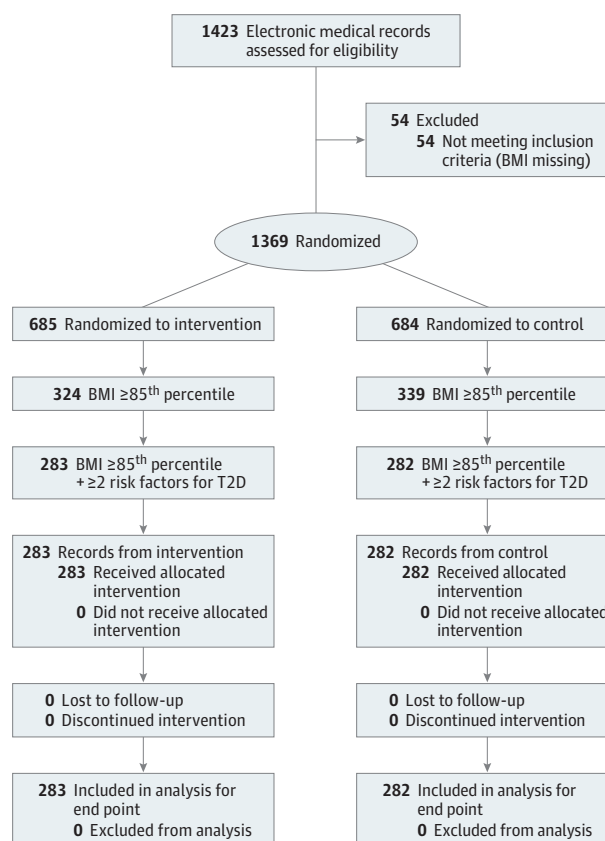 1423 Electronic medical records
assessed for eligibility
54 Excluded
54 Not meeting inclusion
criteria (BMI missing)
1369 Randomized
685 Randomized to intervention
684 Randomized to control
324 BMI ≥85th percentile
339 BMI ≥85th percentile
283 BMI ≥85th percentile
+ ≥2 risk factors for T2D
282 BMI ≥85th percentile
+ ≥2 risk factors for T2D
283 Records from intervention
283 Received allocated
intervention
0 Did not receive allocated
intervention
282 Records from control
282 Received allocated
intervention
0 Did not receive allocated
intervention
0 Lost to follow-up
0 Discontinued intervention
0 Lost to follow-up
0 Discontinued intervention
283 Included in analysis for
end point
0 Excluded from analysis
282 Included in analysis for
end point
0 Excluded from analysis